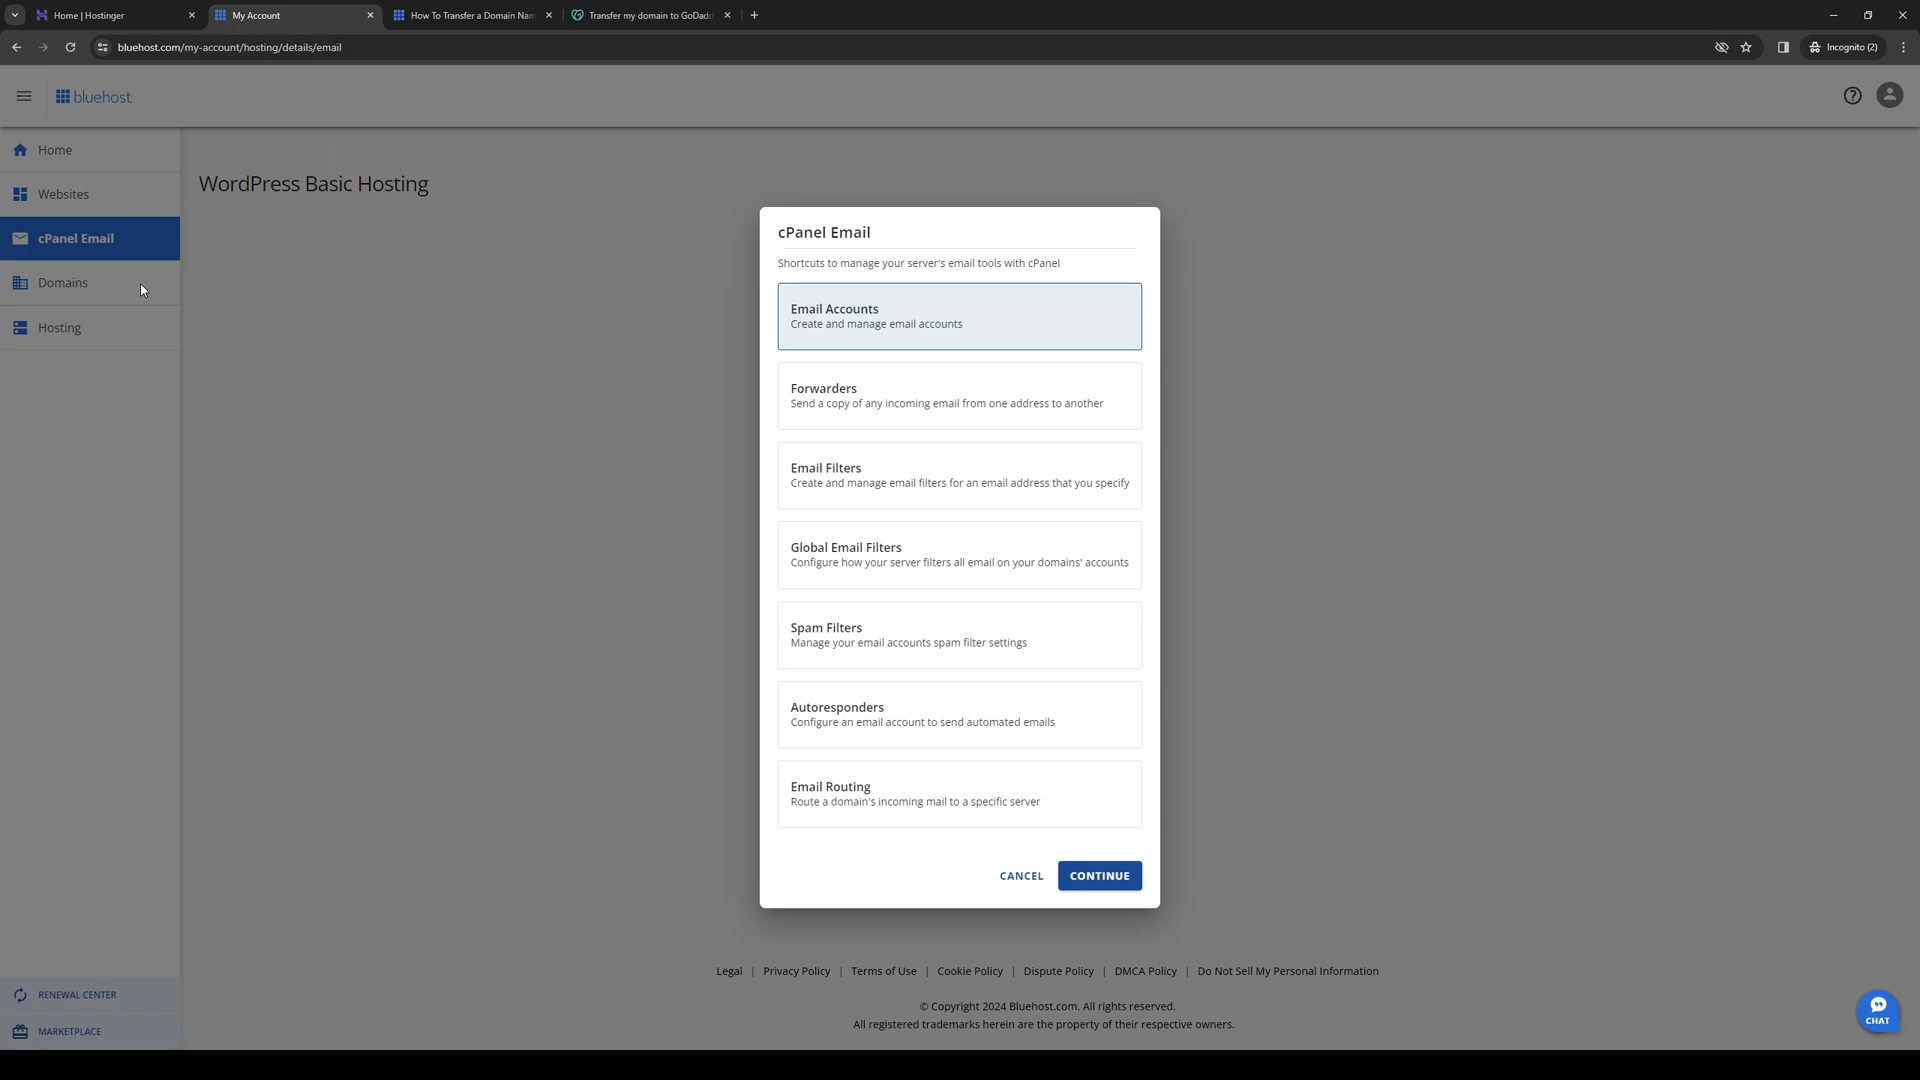 Home | Hostinger
My Account
How To Transfer a Domain Nam
Transfer my domain to GoDadd
bluehost.com/my-account/hosting/details/email
Incognito (2)
bluehost
Home
Websites
cPanel Email
Domains
Hosting
WordPress Basic Hosting
cPanel Email
Shortcuts to manage your server's email tools with cPanel
Email Accounts
Create and manage email accounts
Forwarders
Send a copy of any incoming email from one address to another
Email Filters
Create and manage email filters for an email address that you specify
Global Email Filters
Configure how your server filters all email on your domains' accounts
Spam Filters
Manage your email accounts spam filter settings
Autoresponders
Configure an email account to send automated emails
Email Routing
Route a domain's incoming mail to a specific server
CANCEL
CONTINUE
RENEWAL CENTER
MARKETPLACE
Legal | Privacy Policy | Terms of Use | Cookie Policy | Dispute Policy | DMCA Policy | Do Not Sell My Personal Information
© Copyright 2024 Bluehost.com. All rights reserved.
All registered trademarks herein are the property of their respective owners.
CHAT